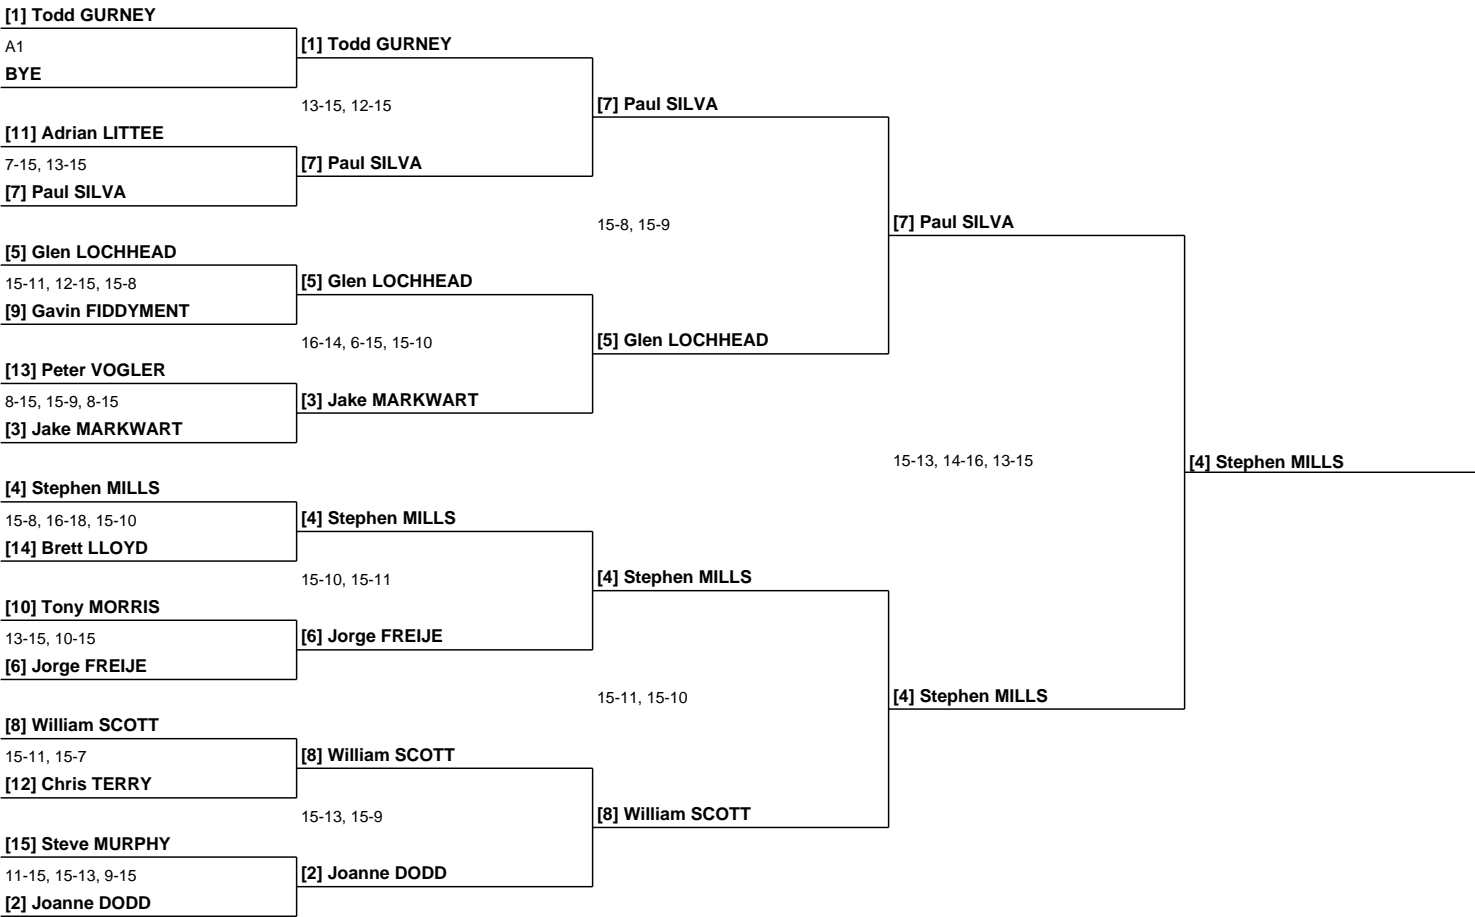 [1] Todd GURNEY
A1
BYE
[11] Adrian LITTEE
7-15, 13-15
[7] Paul SILVA
[5] Glen LOCHHEAD
15-11, 12-15, 15-8
[9] Gavin FIDDYMENT
[13] Peter VOGLER
8-15, 15-9, 8-15
[3] Jake MARKWART
[4] Stephen MILLS
15-8, 16-18, 15-10
[14] Brett LLOYD
[10] Tony MORRIS
13-15, 10-15
[6] Jorge FREIJE
[8] William SCOTT
15-11, 15-7
[12] Chris TERRY
[15] Steve MURPHY
11-15, 15-13, 9-15
[2] Joanne DODD
[1] Todd GURNEY
13-15, 12-15
[7] Paul SILVA
[5] Glen LOCHHEAD
16-14, 6-15, 15-10
[3] Jake MARKWART
[4] Stephen MILLS
15-10, 15-11
[6] Jorge FREIJE
[8] William SCOTT
15-13, 15-9
[2] Joanne DODD
[7] Paul SILVA
15-8, 15-9
[5] Glen LOCHHEAD
[4] Stephen MILLS
15-11, 15-10
[8] William SCOTT
[7] Paul SILVA
15-13, 14-16, 13-15
[4] Stephen MILLS
[4] Stephen MILLS